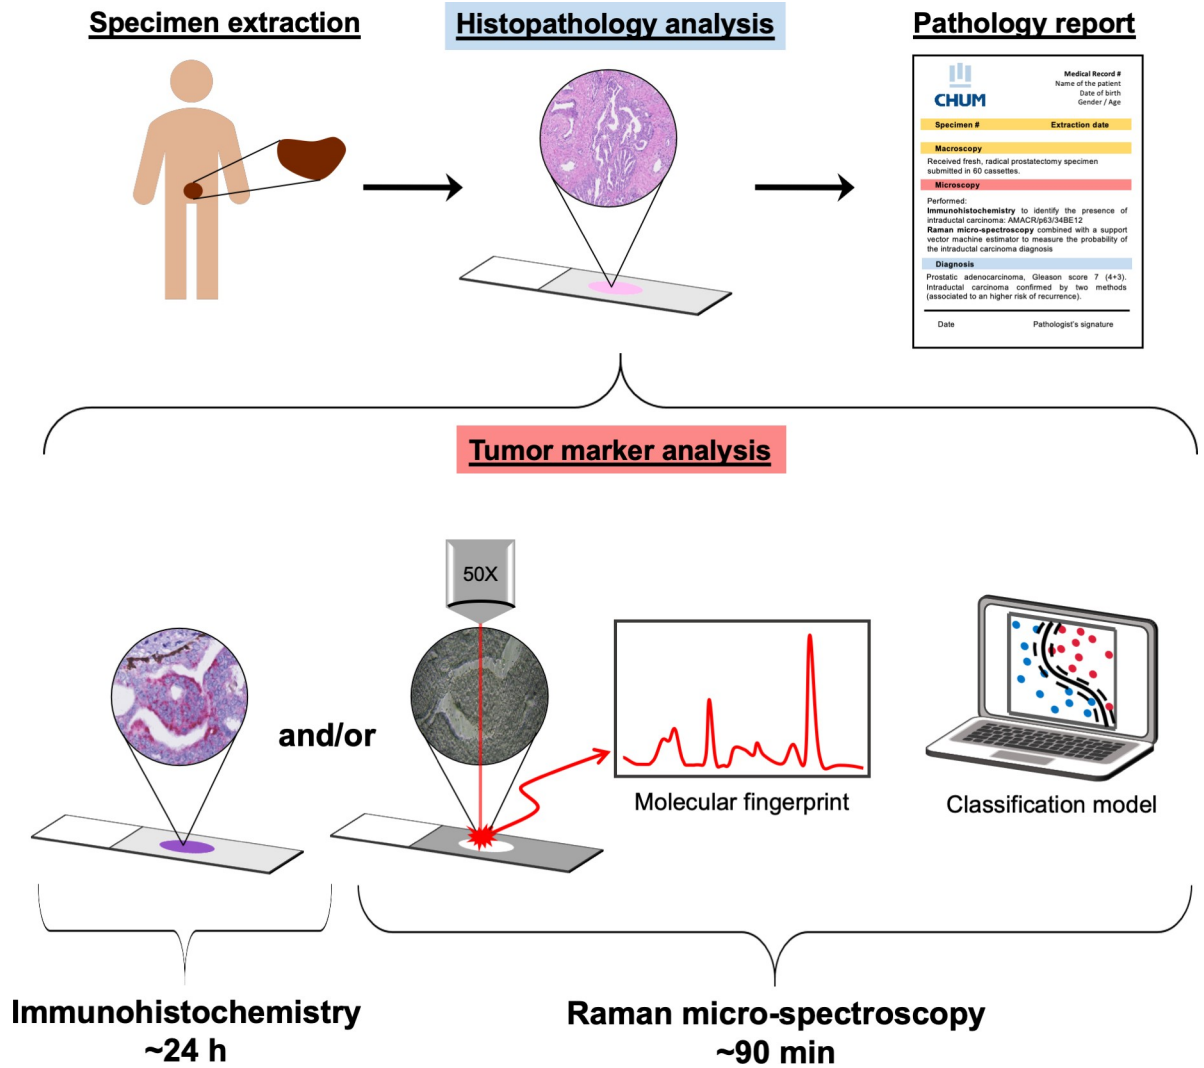 Specimen extraction
Histopathology analysis
Pathology report
CHUM
Medical Record #
Name of the patient
Date of birth
Gender / Age
Specimen # Extraction date
Macroscopy
Received fresh, radical prostatectomy specimen
submitted in 60 cassettes.
Microscopy
Performed:
Immunohistochemistry to identify the presence of
intraductal carcinoma: AMACR/p63/34BE12
Raman micro-spectroscopy combined with a support
vector machine estimator to measure the probability of
the intraductal carcinoma diagnosis
Diagnosis
Prostatic adenocarcinoma, Gleason score 7 (4+3).
Intraductal carcinoma confirmed by two methods
(associated to an higher risk of recurrence).
Date Pathologist's signature
Tumor marker analysis
50X
and/or
Molecular fingerprint
Classification model
Immunohistochemistry
~24 h
Raman micro-spectroscopy
~90 min